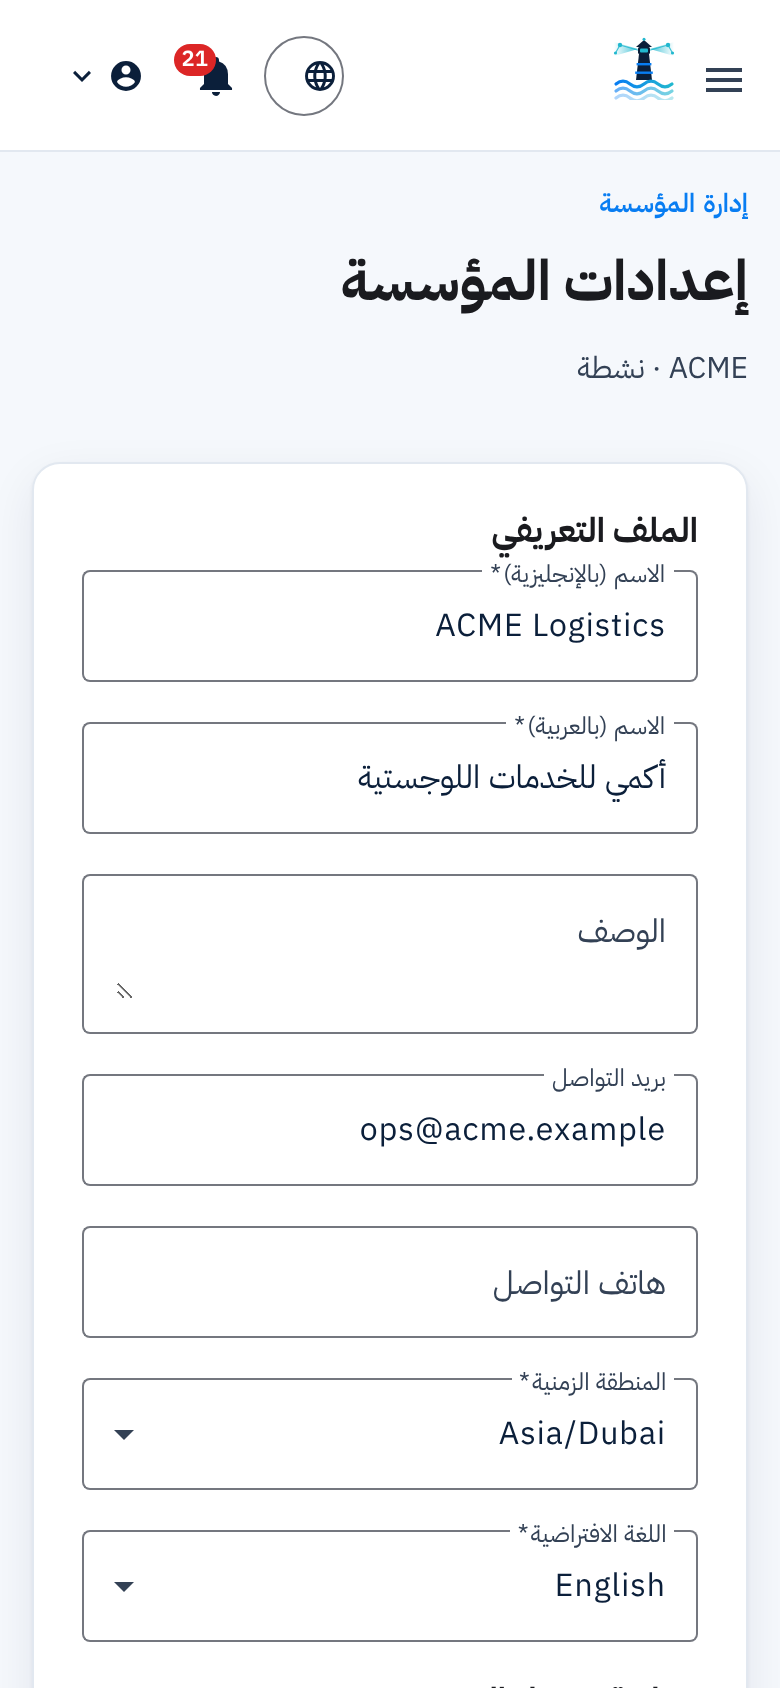 21
إدارة المؤسسة
إعدادات المؤسسة
ACME · نشطة
الملف التعريفي
الاسم (بالإنجليزية)*
ACME Logistics
الاسم (بالعربية)*
أكمي للخدمات اللوجستية
الوصف
بريد التواصل
ops@acme.example
هاتف التواصل
المنطقة الزمنية*
Asia/Dubai
اللغة الافتراضية*
English